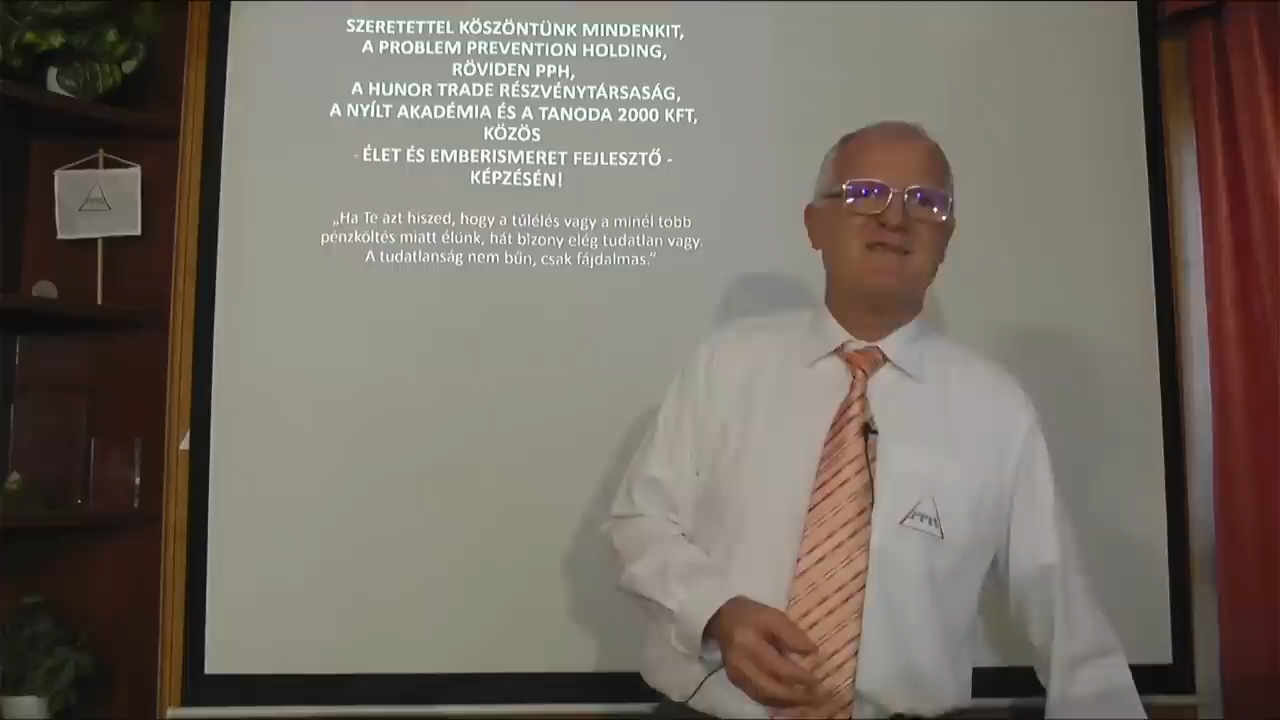 SZERETETTEL KÖSZÖNTÜNK MINDENKIT,
A PROBLEM PREVENTION HOLDING,
RÖVIDEN PPH,
A HUNOR TRADE RÉSZVÉNYTÁRSASÁG,
A NYÍLT AKADÉMIA ÉS A TANODA 2000 KFT,
KÖZÖS
- ÉLET ÉS EMBERISMERET FEJLESZTŐ -
KÉPZÉSÉN!
„Ha Te azt hiszed, hogy a túlélés vagy a minél több
pénzköltés miatt élünk, hát bizony elég tudatlan vagy.
A tudatlanság nem bűn, csak fájdalmas.”
PPH
PPH